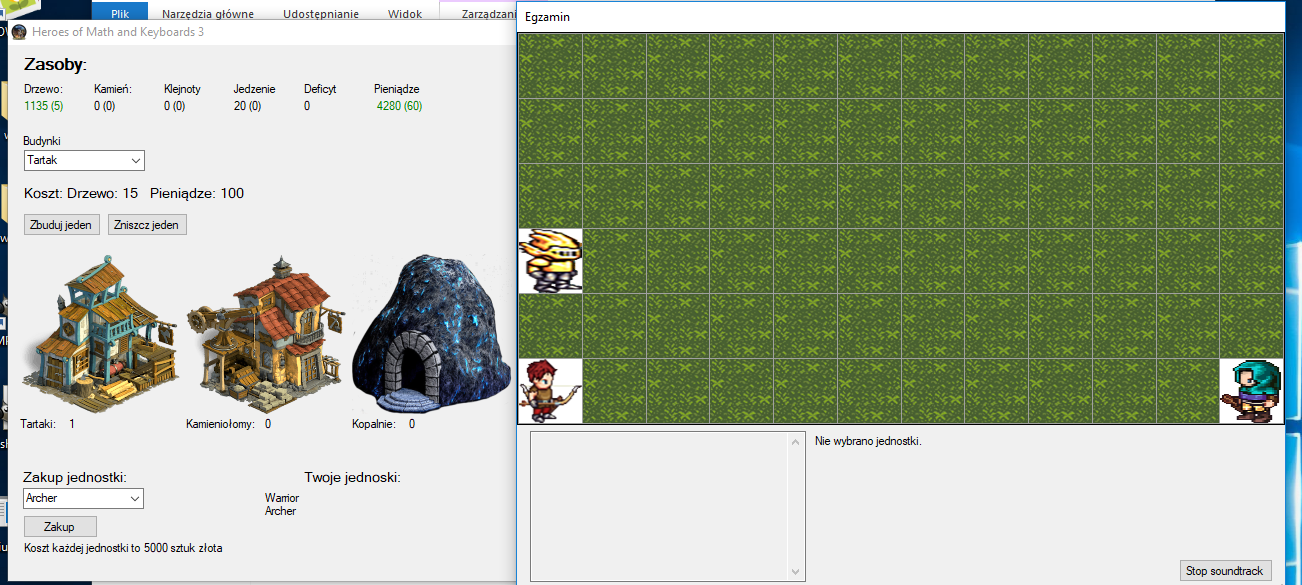 Plik Narzędzia główne Udostępnianie Widok Zarządzani
Heroes of Math and Keyboards 3
Zasoby:
Drzewo: Kamień: Klejnoty Jedzenie Deficyt Pieniądze
1135 (5) 0 (0) 0 (0) 20 (0) 0 4280 (60)
Budynki
Tartak
Koszt: Drzewo: 15 Pieniądze: 100
Zbuduj jeden Zniszcz jeden
Tartaki: 1 Kamieniołomy: 0 Kopalnie: 0
Zakup jednostki: Twoje jednoski:
Archer
Warrior
Archer
Zakup
Koszt każdej jednostki to 5000 sztuk złota
Egzamin
Nie wybrano jednostki.
Stop soundtrack